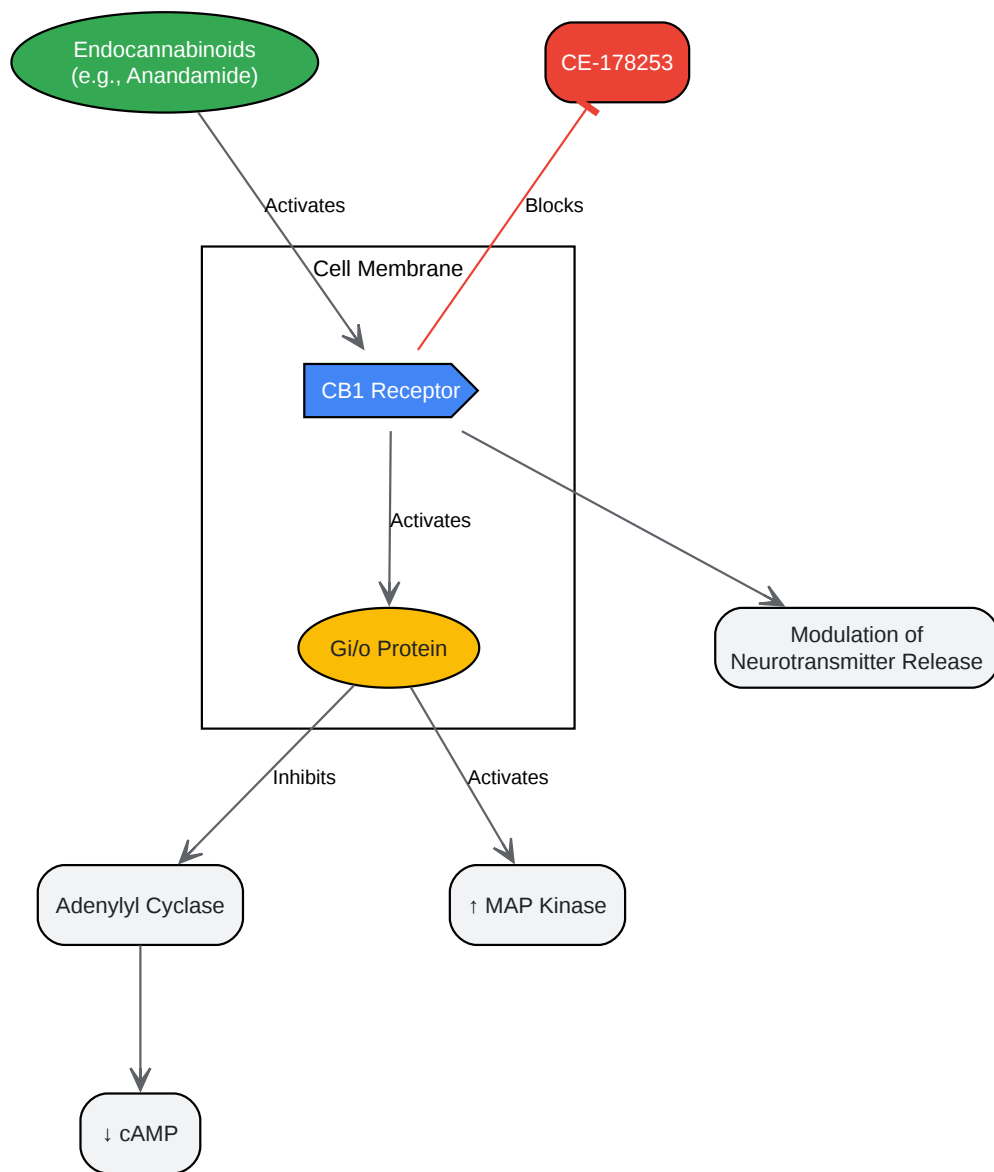 Endocannabinoids
(e.g., Anandamide)
CE-178253
Activates
Blocks
Cell Membrane
CB1 Receptor
Activates
Gi/o Protein
Modulation of
Neurotransmitter Release
Inhibits
Activates
Adenylyl Cyclase
↑ MAP Kinase
↓ cAMP